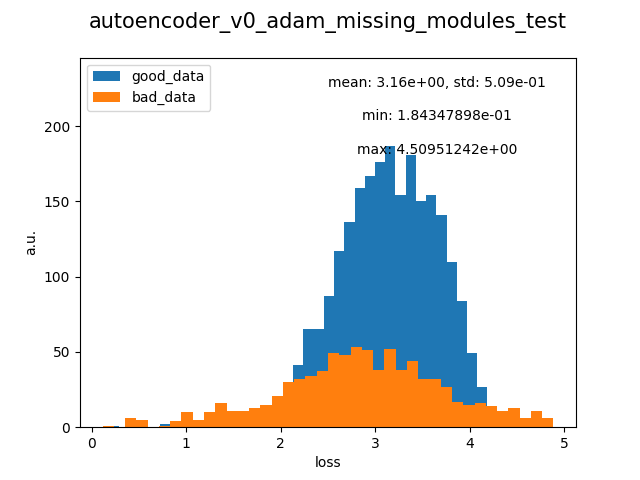 autoencoder_v0_adam_missing_modules_test
good_data
bad_data
mean: 3.16e+00, std: 5.09e-01
min: 1.84347898e-01
max: 4.50951242e+00
a.u.
200
150
100
50
0
0 1 2 3 4 5
loss